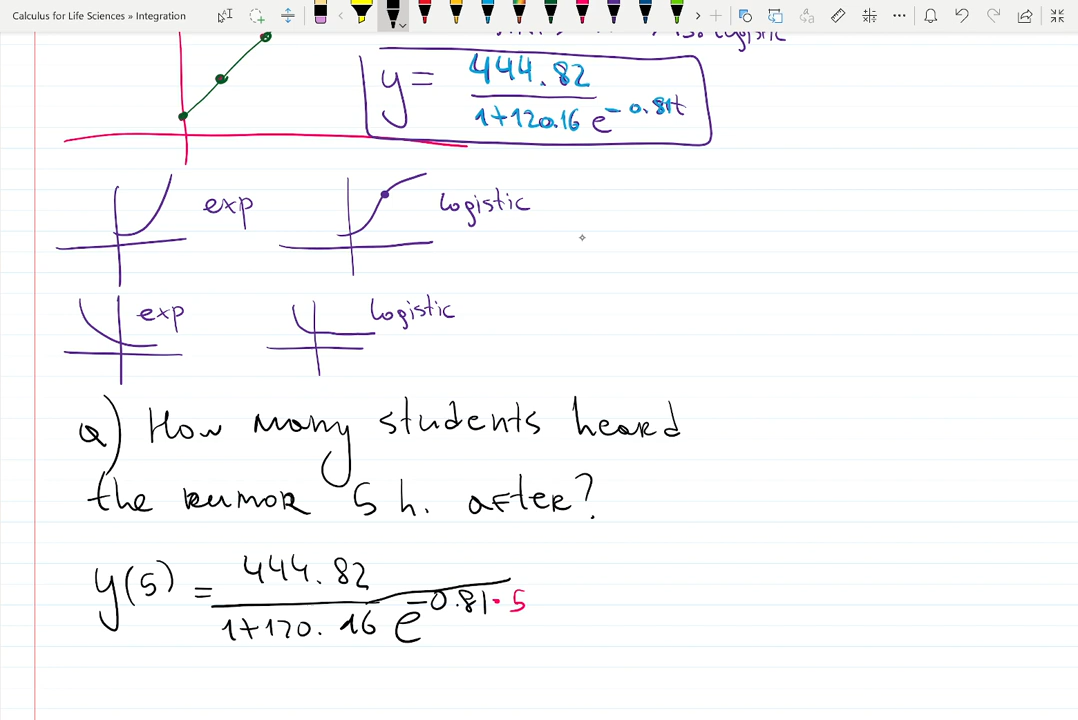 Calculus for Life Sciences » Integration
logistic
y = 444.82
1+120.16 e^-0.81t
exp logistic
exp logistic
a) How many students heard
the rumor 5 h. after?
y(5) = 444.82
1+120.16 e^-0.81·5